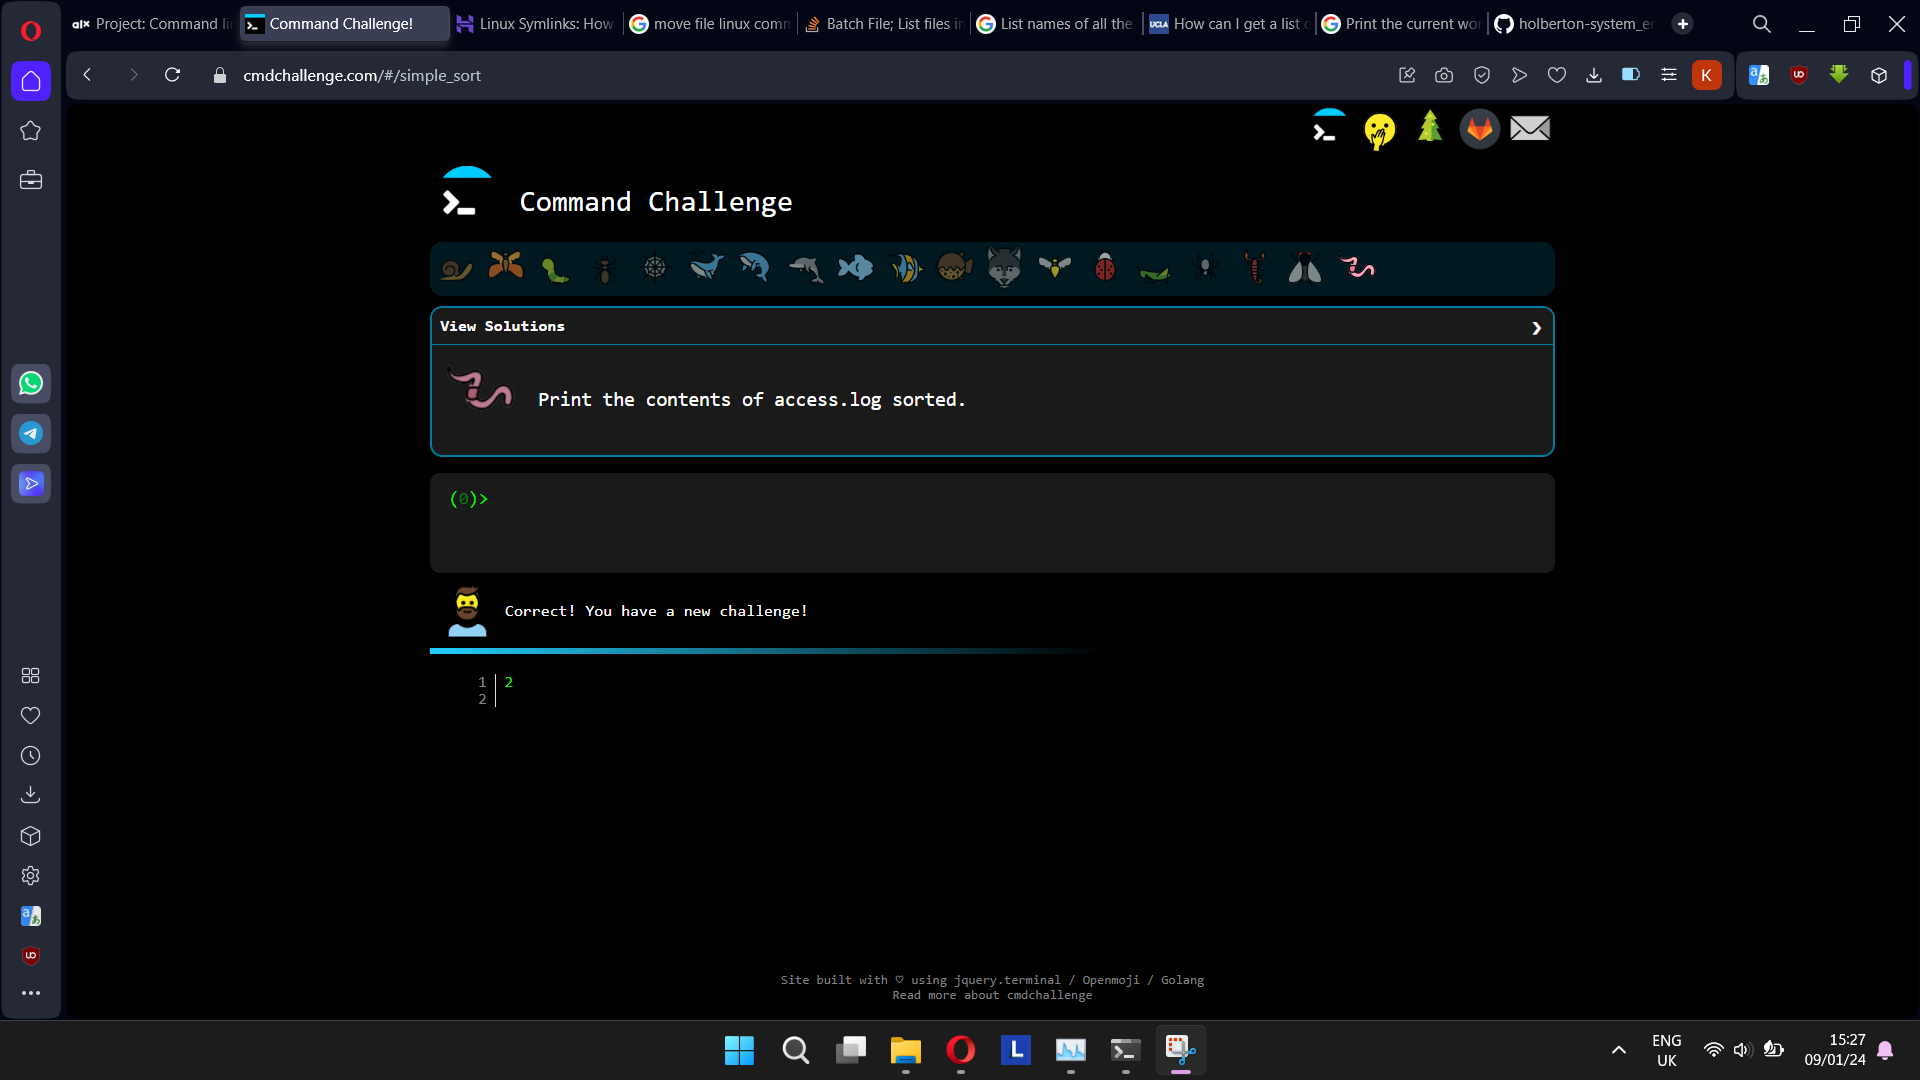 alx Project: Command li
Command Challenge!
Linux Symlinks: How
move file linux comm
Batch File; List files in
List names of all the
UCLA How can I get a list o
Print the current wor
holberton-system_er
cmdchallenge.com/#/simple_sort
K
Command Challenge
View Solutions
Print the contents of access.log sorted.
(0)>
Correct! You have a new challenge!
1 2
2
Site built with ♡ using jquery.terminal / Openmoji / Golang
Read more about cmdchallenge
L
ENG
UK
15:27
09/01/24